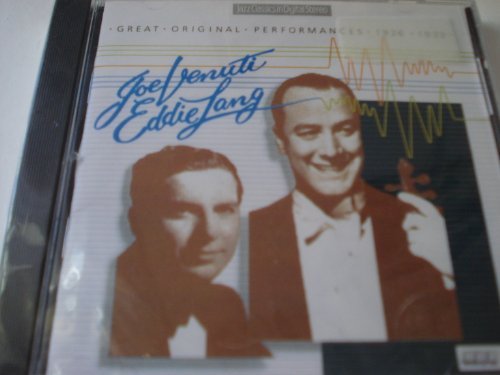 Jazz Classics in Digital Stereo
· GREAT · ORIGINAL · PERFORMANCES ·
Joe Venuti
Eddie Lang